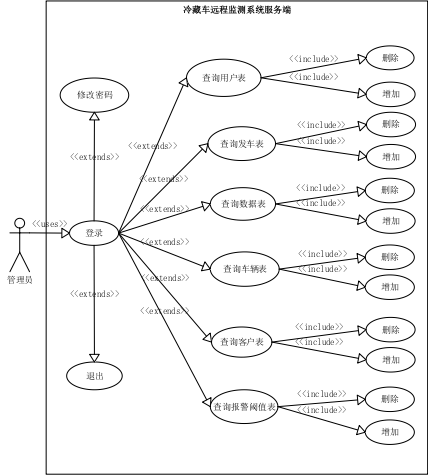 冷藏车远程监测系统服务端
<<include>>
删除
查询用户表
<<include>>
增加
修改密码
<<extends>>
<<include>>
删除
查询发车表
<<include>>
增加
<<extends>>
<<extends>>
<<include>>
删除
查询数据表
<<include>>
增加
<<extends>>
<<uses>>
登录
管理员
<<extends>>
<<include>>
删除
查询车辆表
<<include>>
增加
<<extends>>
<<extends>>
<<extends>>
<<include>>
删除
查询客户表
<<include>>
增加
退出
<<include>>
删除
查询报警阈值表
<<include>>
增加